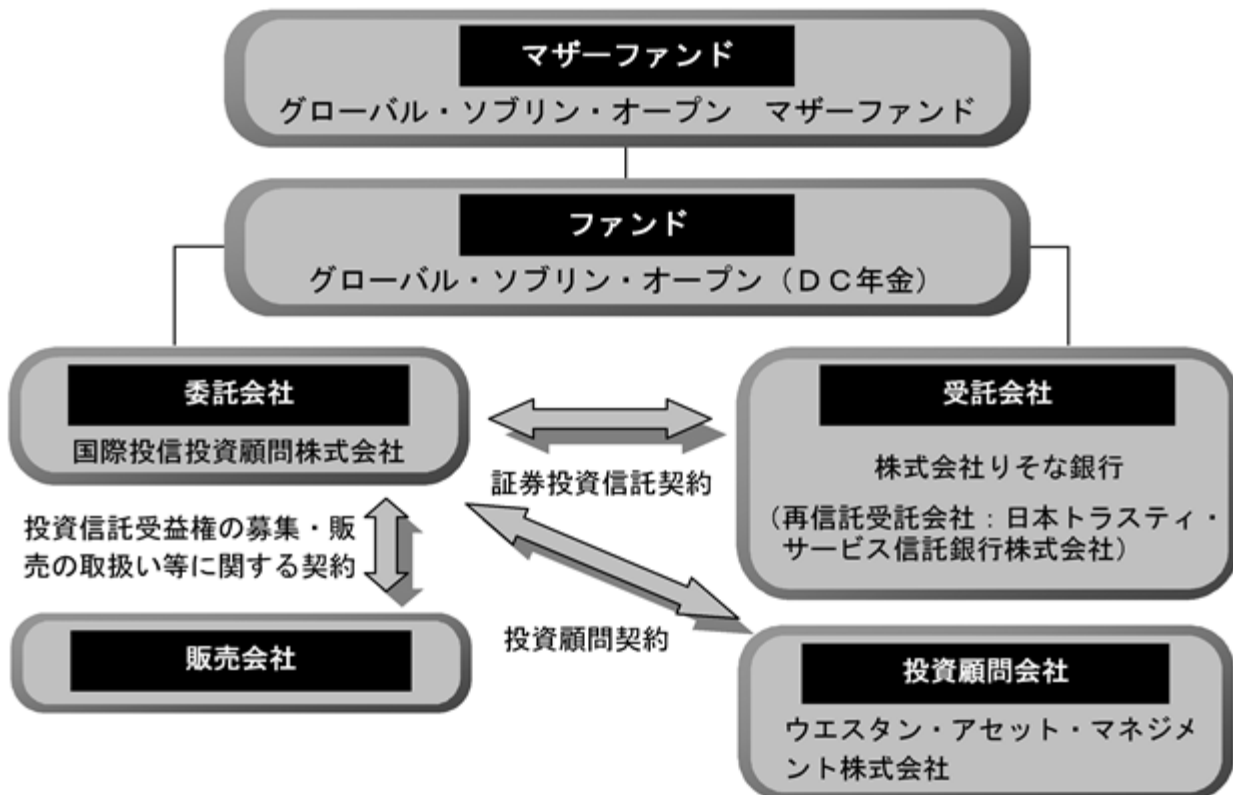 マザーファンド
グローバル・ソブリン・オープン　マザーファンド
ファンド
グローバル・ソブリン・オープン（ＤＣ年金）
委託会社
国際投信投資顧問株式会社
受託会社
株式会社りそな銀行
（再信託受託会社：日本トラスティ・
サービス信託銀行株式会社）
証券投資信託契約
投資信託受益権の募集・販
売の取扱い等に関する契約
投資顧問契約
販売会社
投資顧問会社
ウエスタン・アセット・マネジメ
ント株式会社